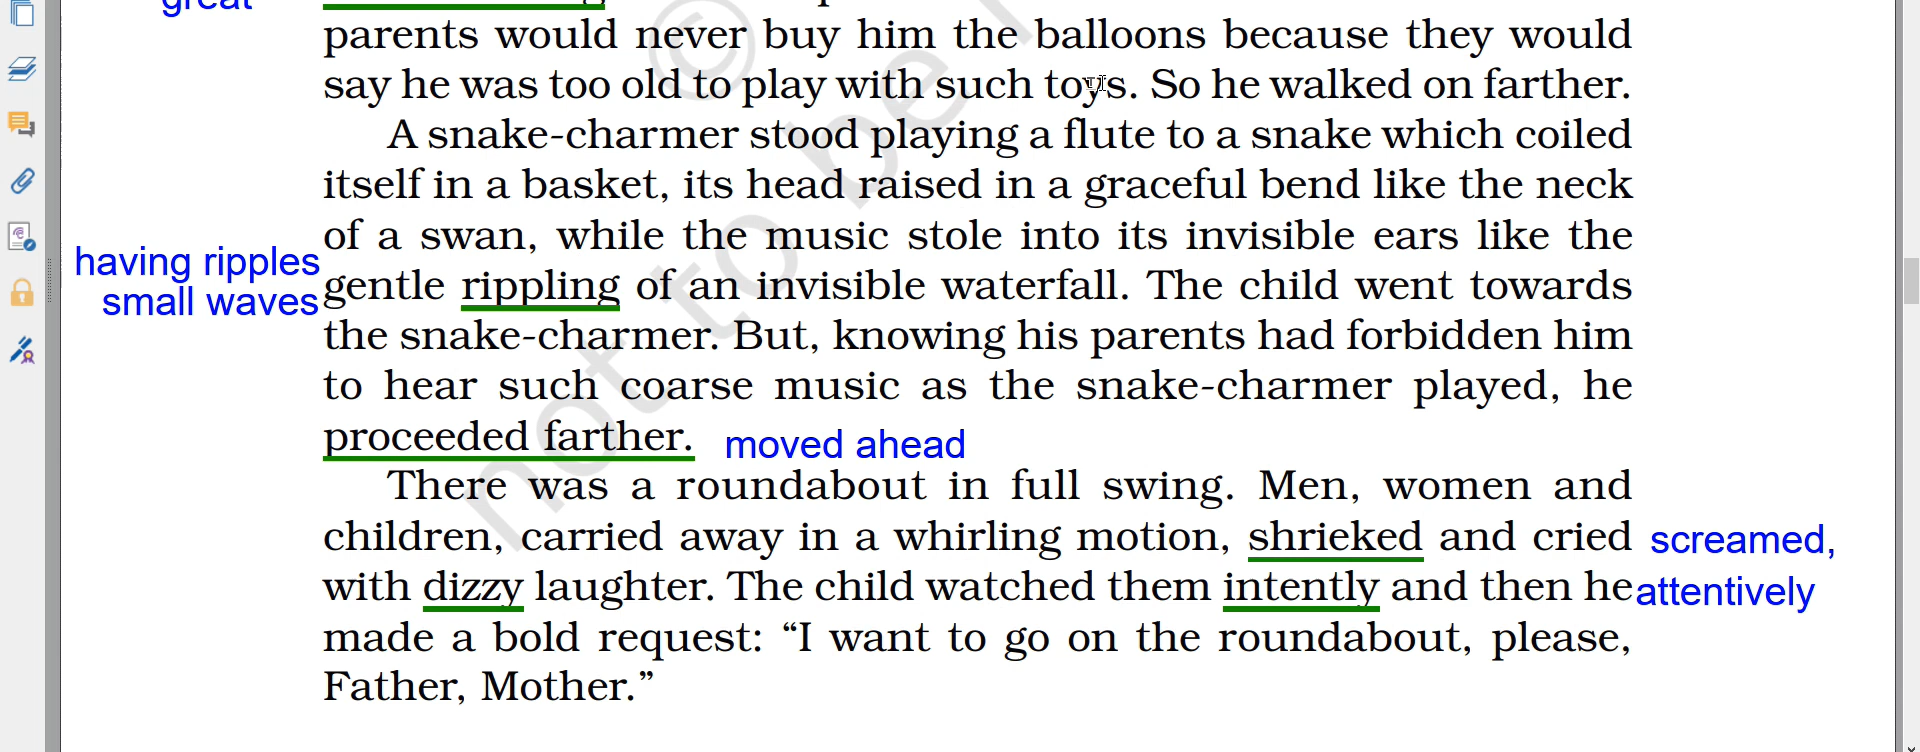 great
parents would never buy him the balloons because they would
say he was too old to play with such toys. So he walked on farther.
A snake-charmer stood playing a flute to a snake which coiled
itself in a basket, its head raised in a graceful bend like the neck
of a swan, while the music stole into its invisible ears like the
having ripples
gentle rippling of an invisible waterfall. The child went towards
small waves
the snake-charmer. But, knowing his parents had forbidden him
to hear such coarse music as the snake-charmer played, he
proceeded farther. moved ahead
There was a roundabout in full swing. Men, women and
children, carried away in a whirling motion, shrieked and cried screamed,
with dizzy laughter. The child watched them intently and then he attentively
made a bold request: “I want to go on the roundabout, please,
Father, Mother.”
© not to be